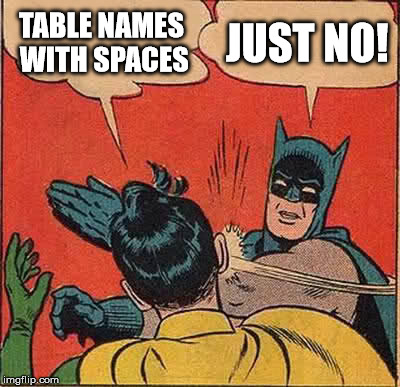 TABLE NAMES
WITH SPACES
JUST NO!
imgflip.com